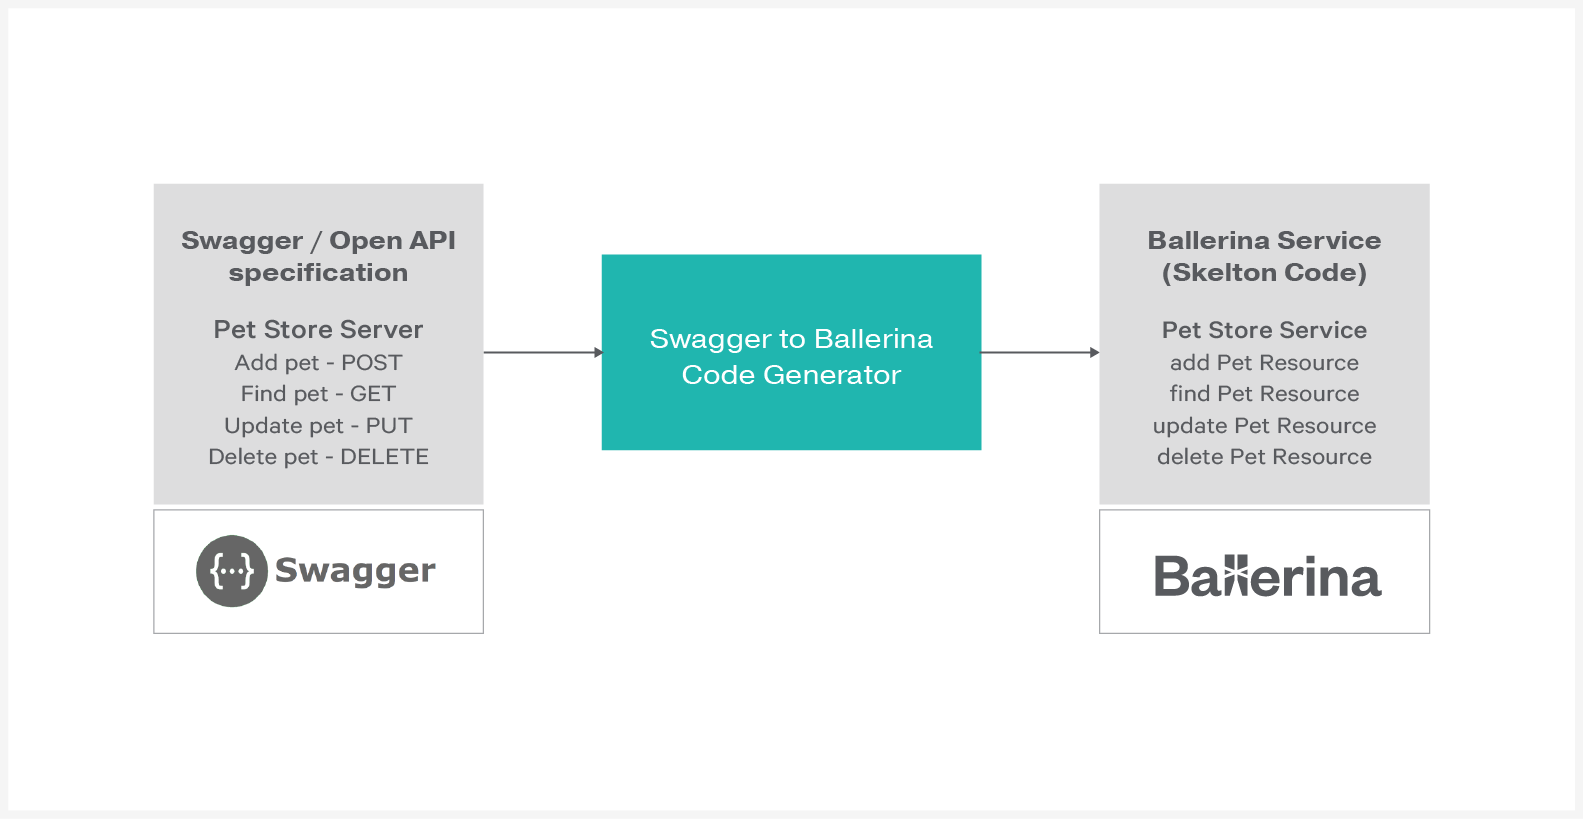 Swagger / Open API
specification
Pet Store Server
Add pet - POST
Find pet - GET
Update pet - PUT
Delete pet - DELETE
{···} Swagger
Swagger to Ballerina
Code Generator
Ballerina Service
(Skelton Code)
Pet Store Service
add Pet Resource
find Pet Resource
update Pet Resource
delete Pet Resource
Ballerina